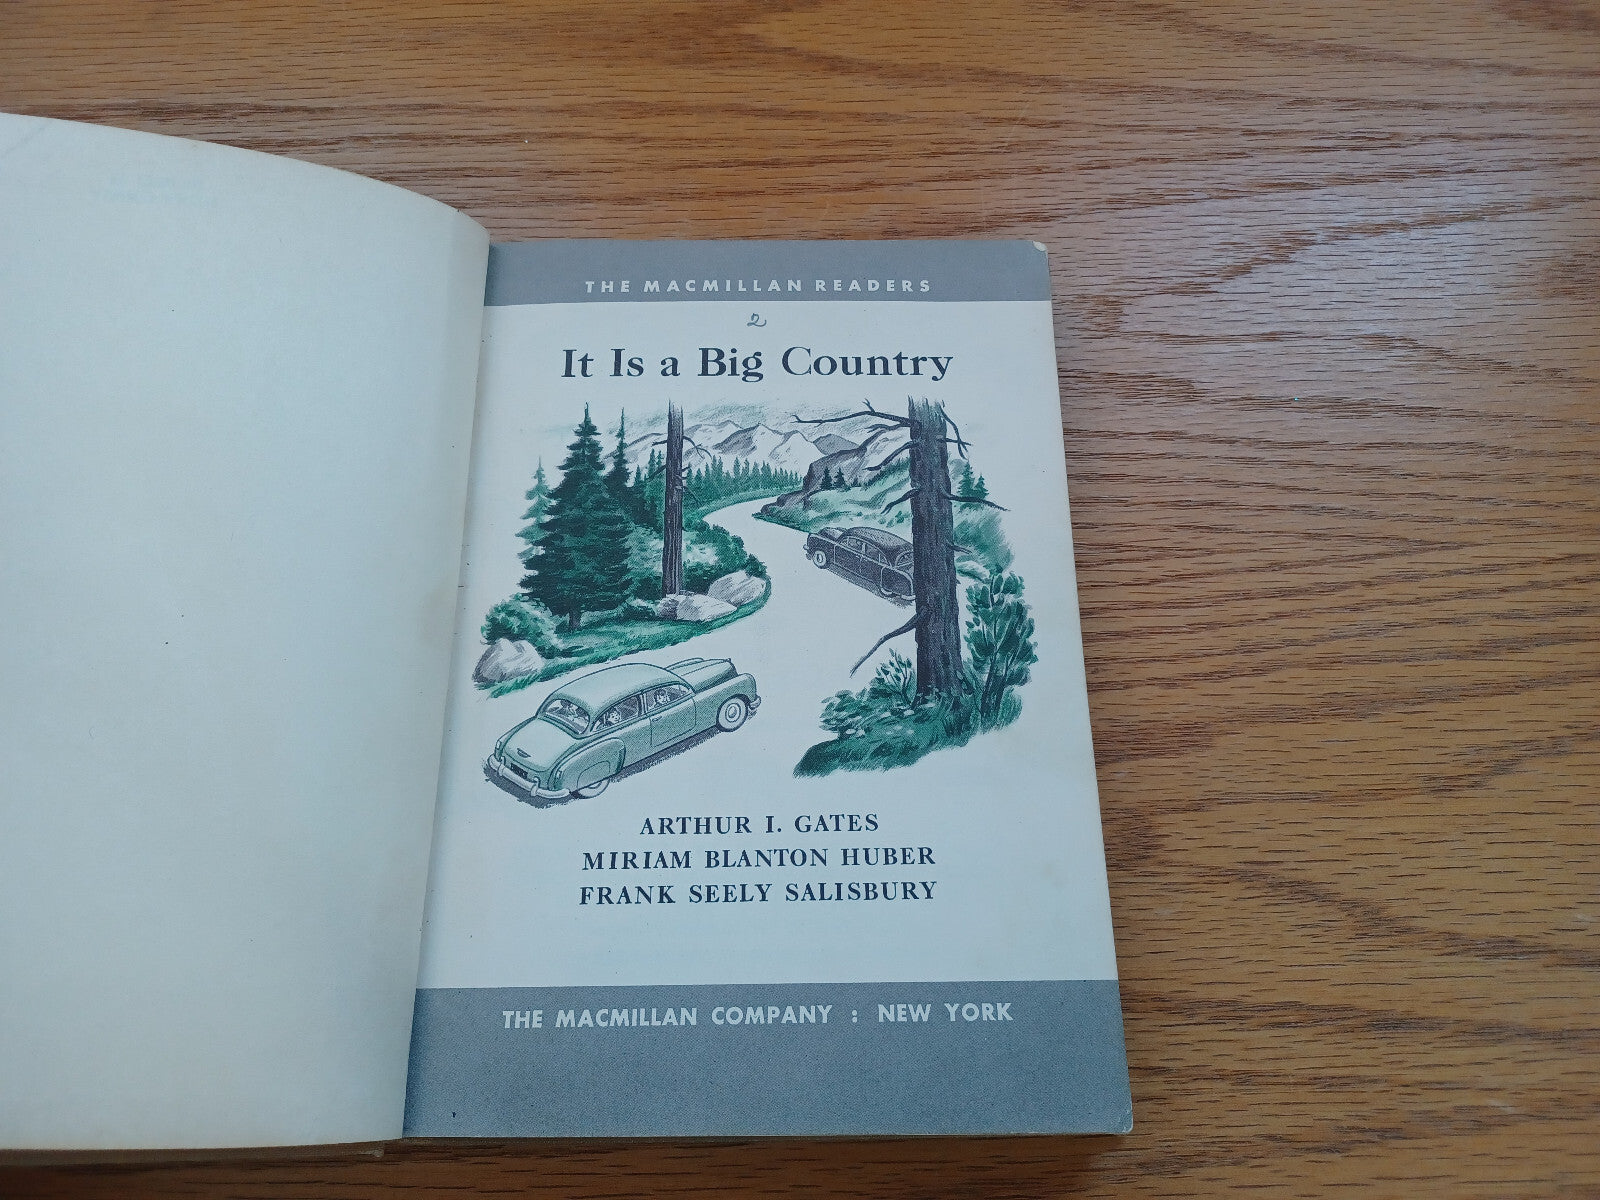 THE MACMILLAN READERS
2
It Is a Big Country
ARTHUR I. GATES
MIRIAM BLANTON HUBER
FRANK SEELY SALISBURY
THE MACMILLAN COMPANY : NEW YORK